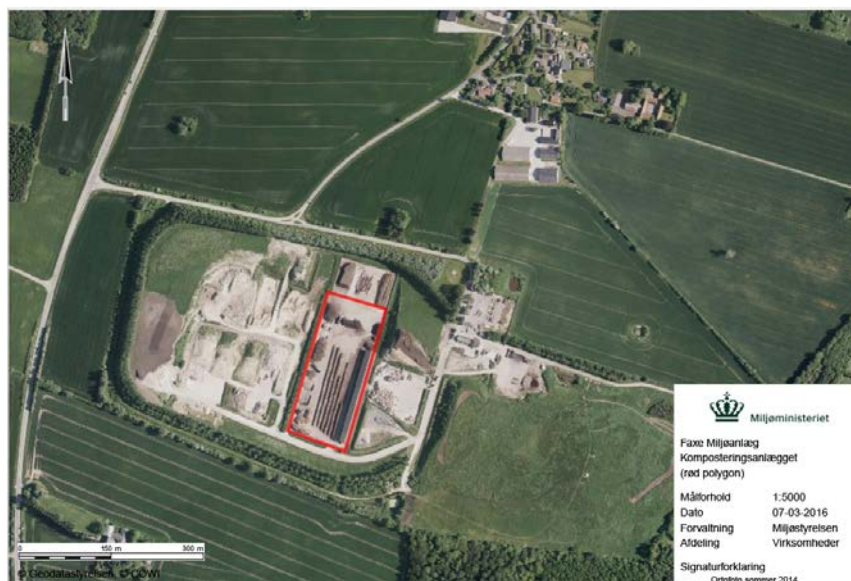 Miljøministeriet
Faxe Miljøanlæg
Komposteringsanlægget
(rød polygon)
Målforhold 1:5000
Dato 07-03-2016
Forvaltning Miljøstyrelsen
Afdeling Virksomheder
Signaturforklaring
Ortofoto sommer 2014
0 150 m 300 m
© Geodatastyrelsen, © COWI